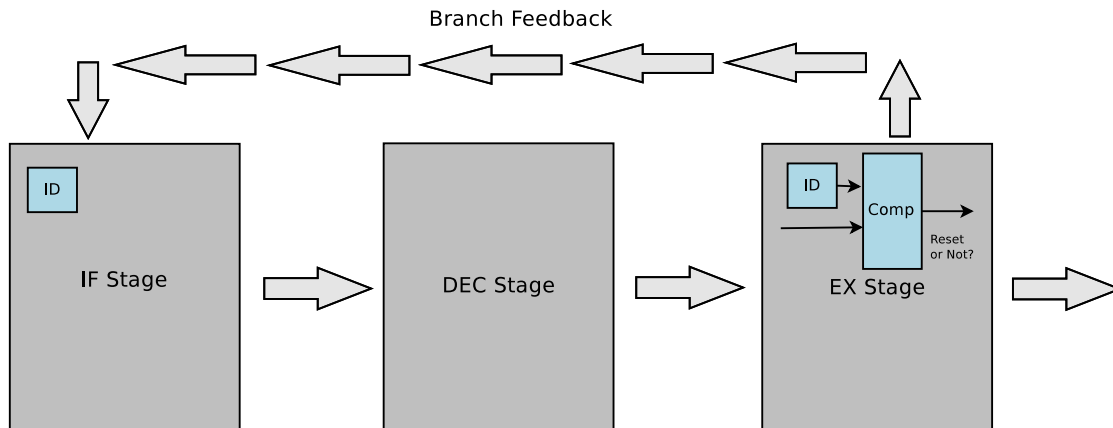 Branch Feedback
ID
IF Stage
DEC Stage
ID
Comp
Reset
or Not?
EX Stage